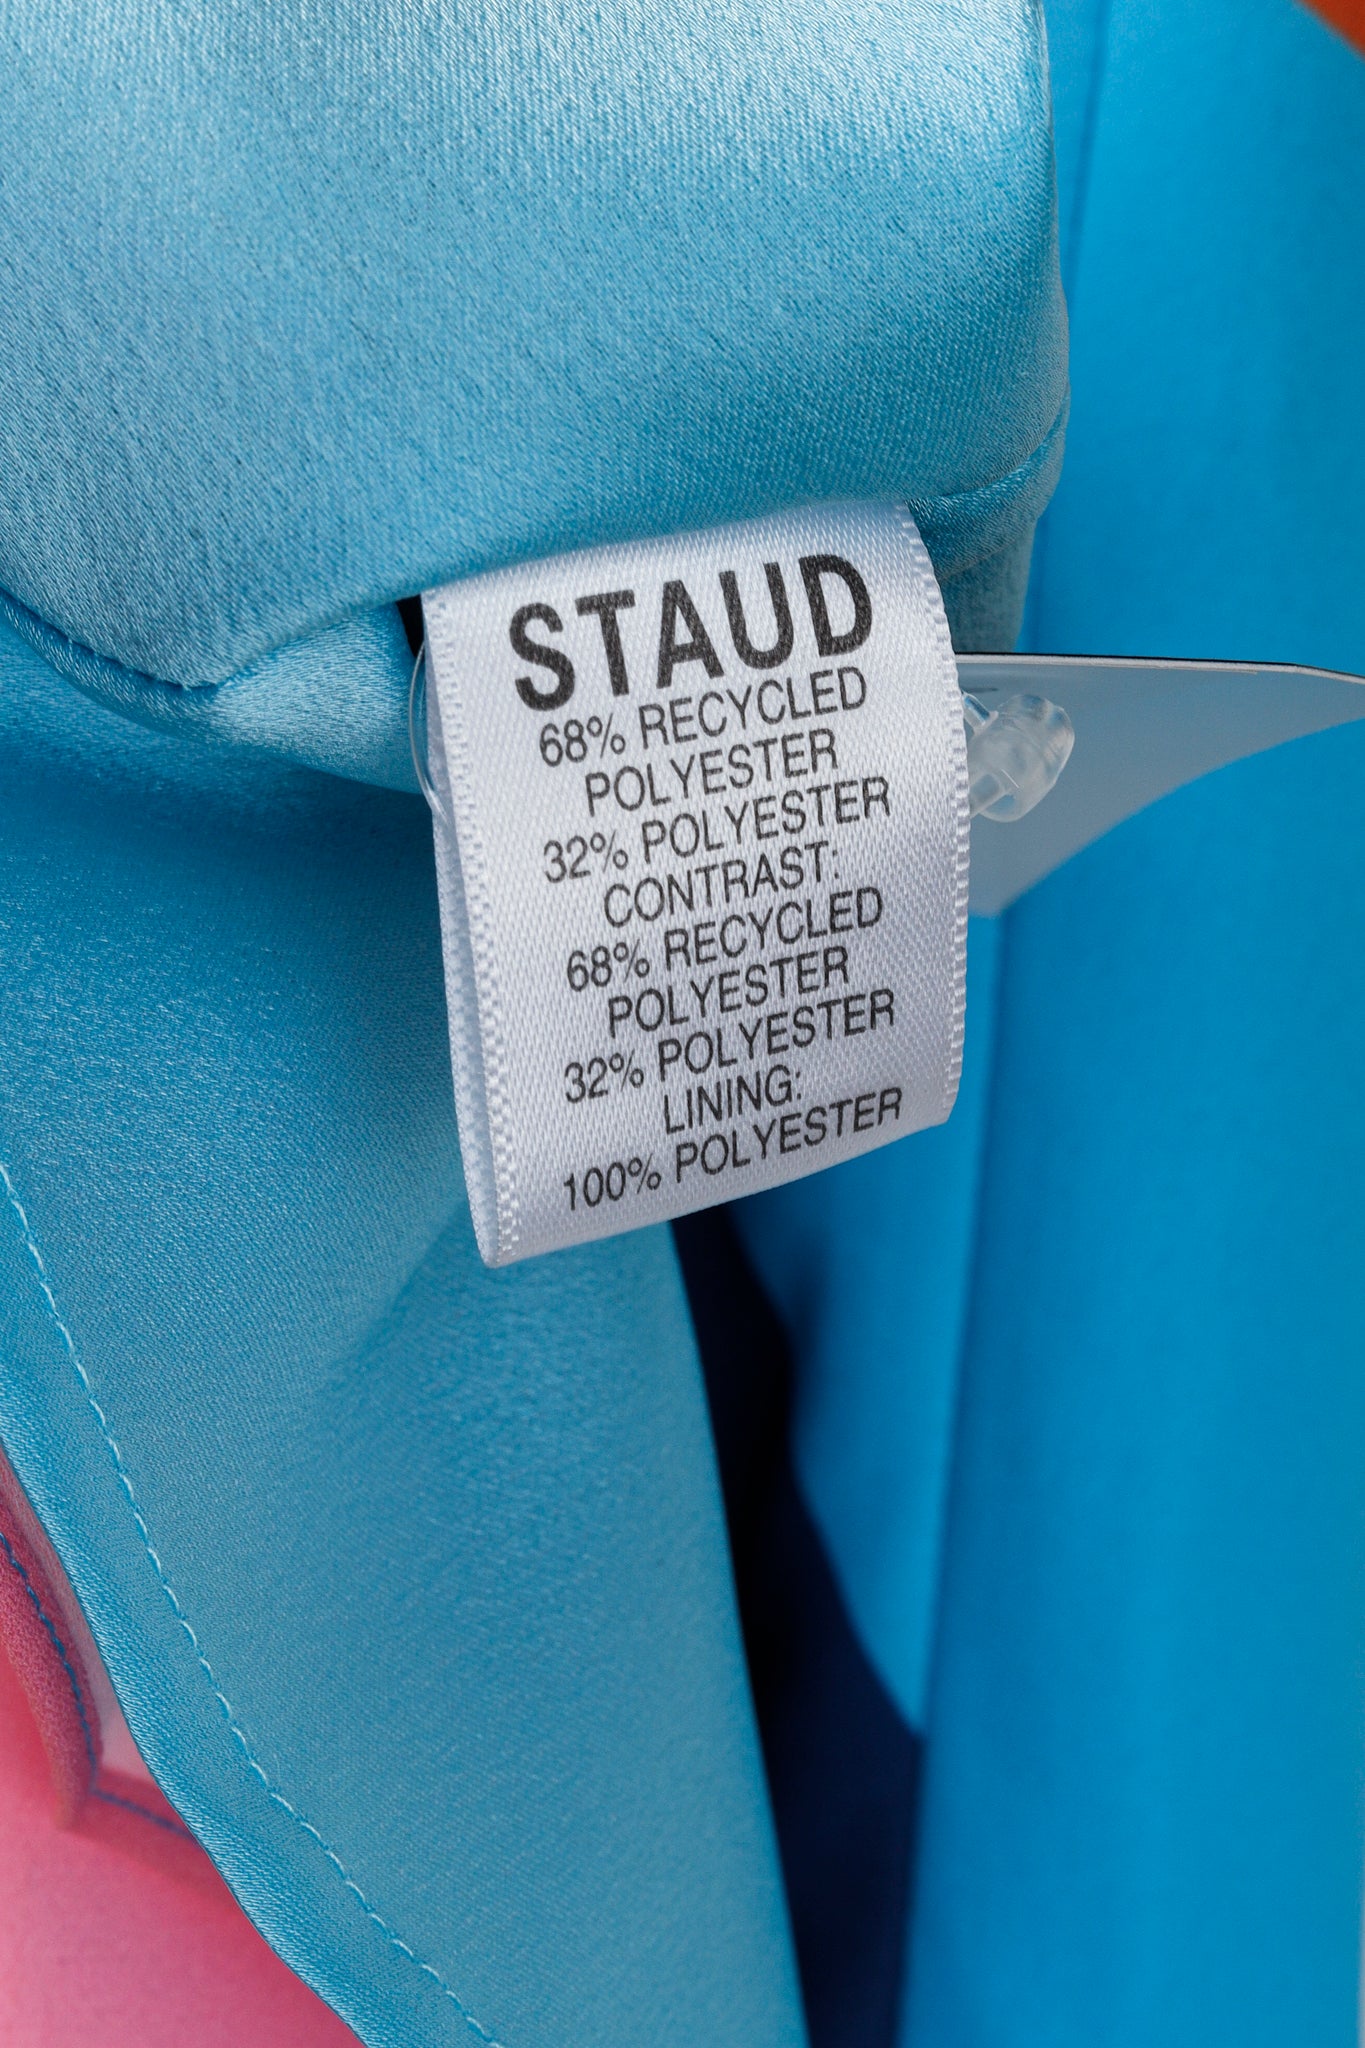 STAUD
68% RECYCLED
POLYESTER
32% POLYESTER
CONTRAST:
68% RECYCLED
POLYESTER
32% POLYESTER
LINING:
100% POLYESTER